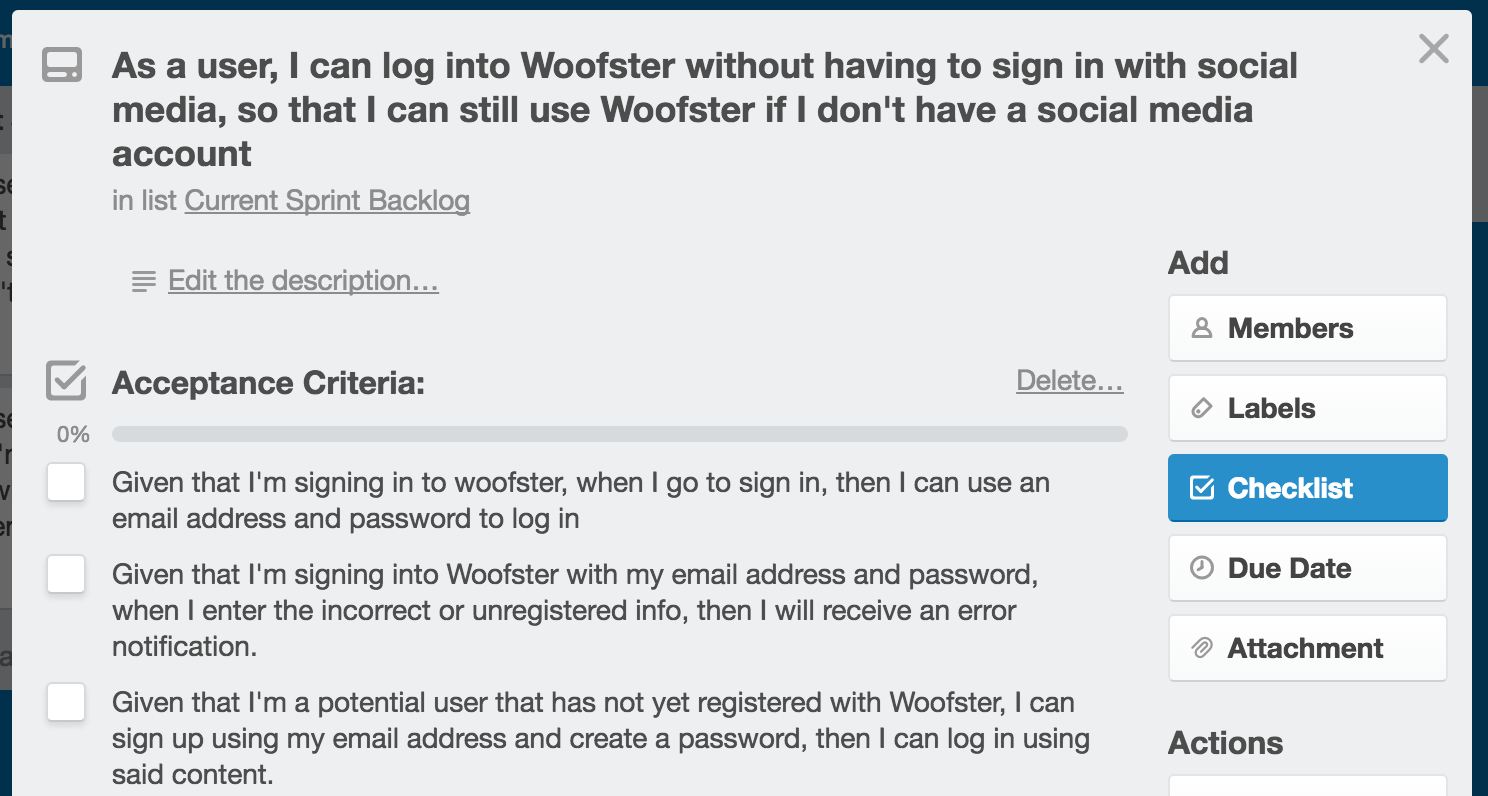 As a user, I can log into Woofster without having to sign in with social
media, so that I can still use Woofster if I don't have a social media
account
in list Current Sprint Backlog
Edit the description...
Acceptance Criteria:
Delete...
0%
Given that I'm signing in to woofster, when I go to sign in, then I can use an
email address and password to log in
Given that I'm signing into Woofster with my email address and password,
when I enter the incorrect or unregistered info, then I will receive an error
notification.
Given that I'm a potential user that has not yet registered with Woofster, I can
sign up using my email address and create a password, then I can log in using
said content.
Add
Members
Labels
Checklist
Due Date
Attachment
Actions